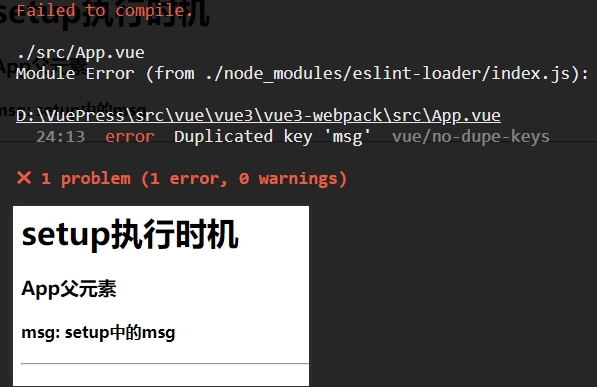 Failed to compile.
./src/App.vue
Module Error (from ./node_modules/eslint-loader/index.js):
D:\VuePress\src\vue\vue3\vue3-webpack\src\App.vue
24:13  error  Duplicated key 'msg'  vue/no-dupe-keys
✕ 1 problem (1 error, 0 warnings)
setup执行时机
App父元素
msg: setup中的msg